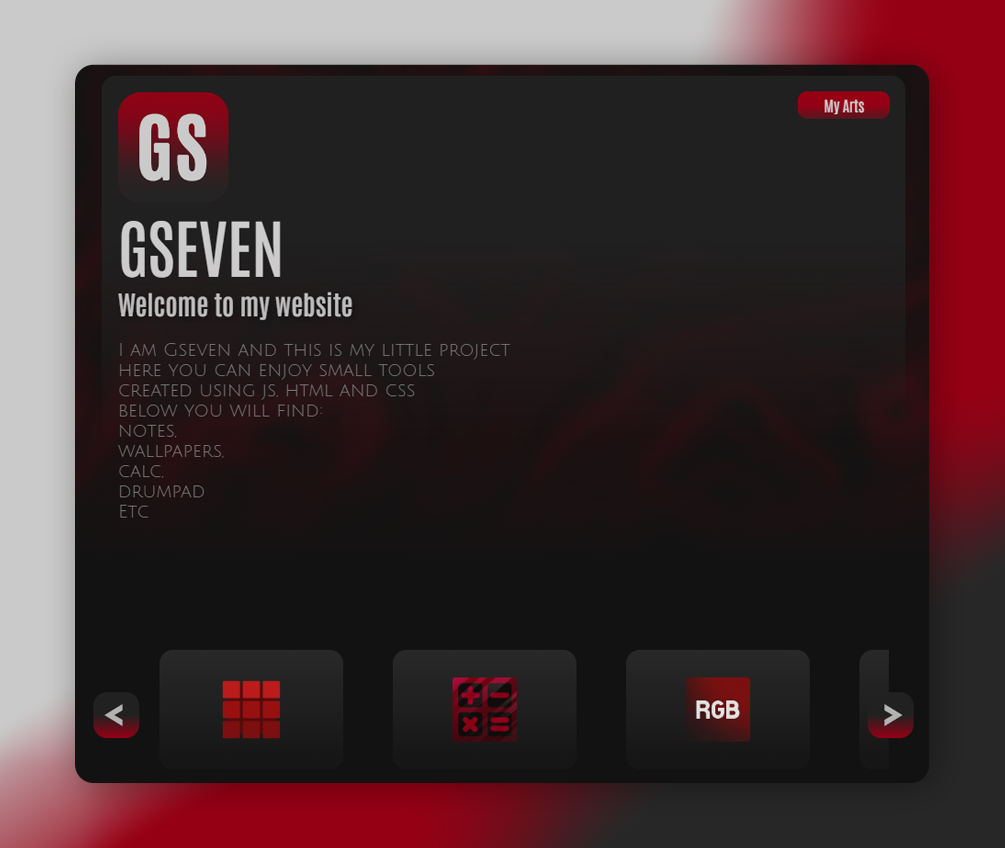 GS
My Arts
GSEVEN
Welcome to my website
I am Gseven and this is my little project
here you can enjoy small tools
created using js, html and css
below you will find:
notes,
wallpapers,
calc,
drumpad
etc
<
RGB
>